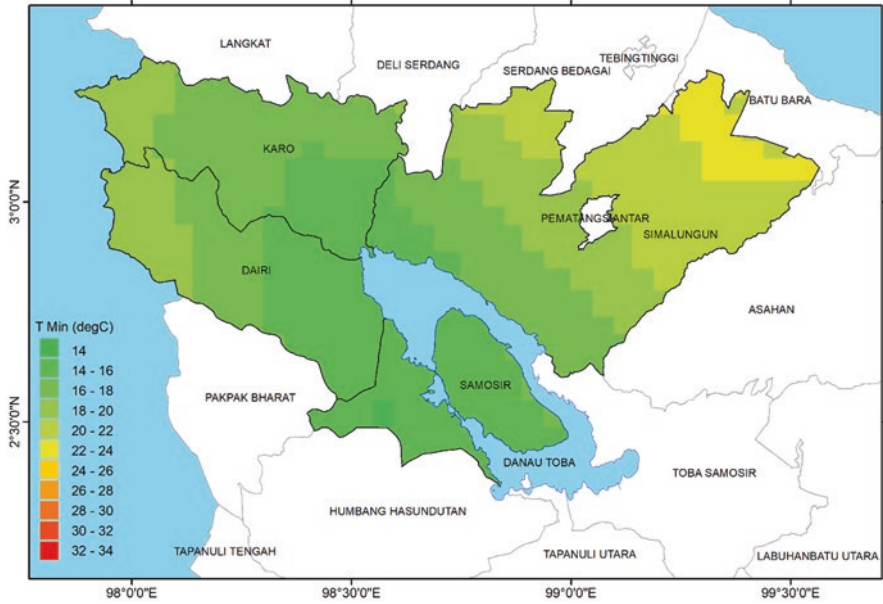 LANGKAT
DELI SERDANG
TEBINGTINGGI
SERDANG BEDAGAI
BATU BARA
KARO
3°0'0"N
PEMATANGSIANTAR
SIMALUNGUN
DAIRI
ASAHAN
T Min (degC)
14
14 - 16
16 - 18
18 - 20
20 - 22
22 - 24
24 - 26
26 - 28
28 - 30
30 - 32
32 - 34
PAKPAK BHARAT
SAMOSIR
2°30'0"N
DANAU TOBA
TOBA SAMOSIR
HUMBANG HASUNDUTAN
TAPANULI TENGAH
TAPANULI UTARA
LABUHANBATU UTARA
98°0'0"E
98°30'0"E
99°0'0"E
99°30'0"E